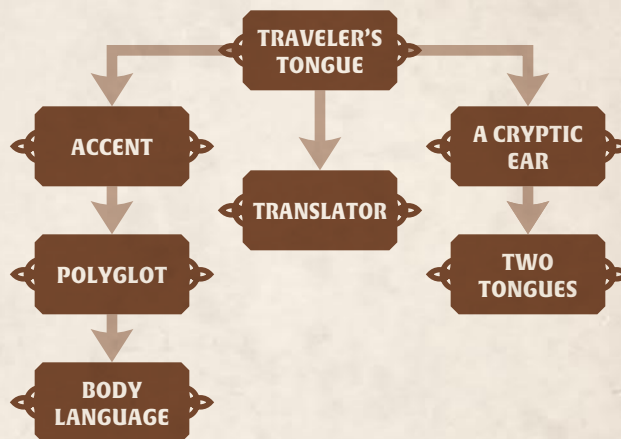 TRAVELER'S
TONGUE
ACCENT
A CRYPTIC
EAR
TRANSLATOR
POLYGLOT
TWO
TONGUES
BODY
LANGUAGE